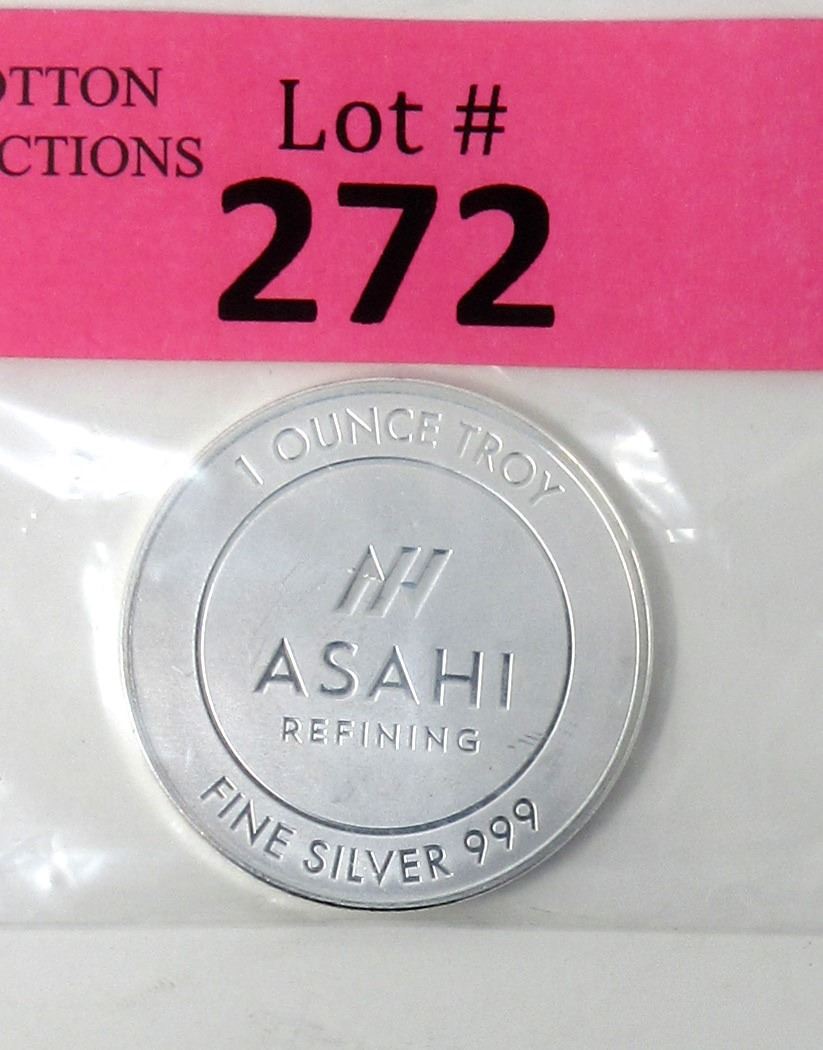 OTTON
CTIONS
Lot #
272
1 OUNCE TROY
ASAHI
REFINING
FINE SILVER 999